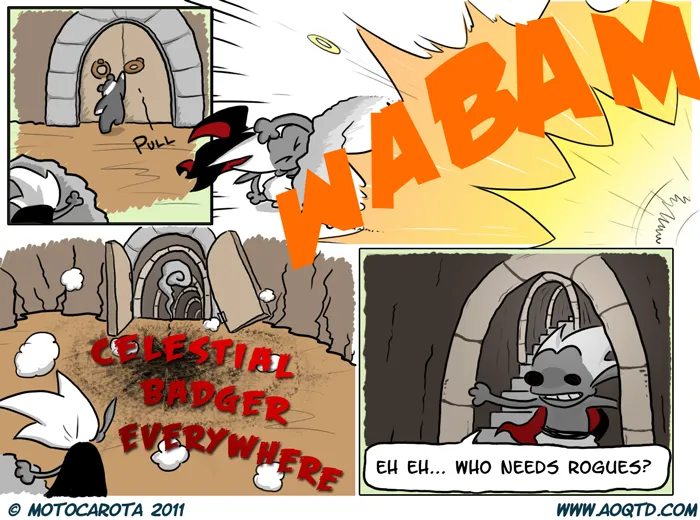 PULL
WABAM
CELESTIAL
BADGER
EVERYWHERE
EH EH... WHO NEEDS ROGUES?
© MOTOCAROTA 2011
WWW.AOQTD.COM